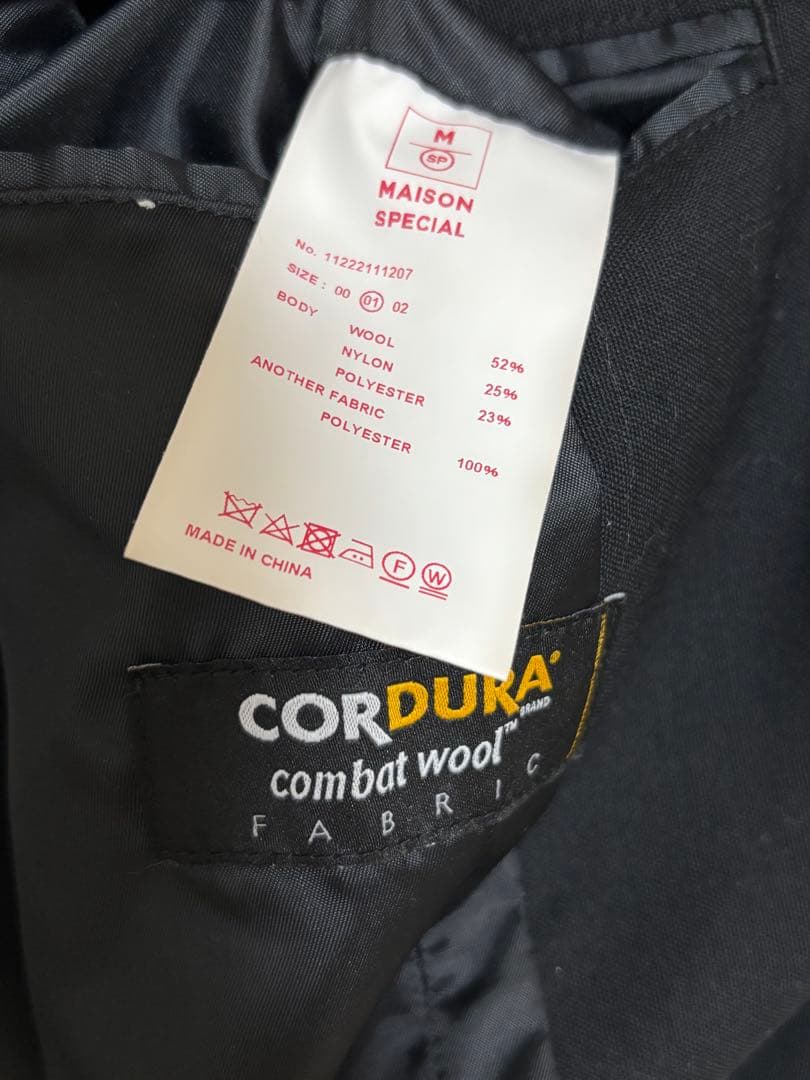 M
SP
MAISON
SPECIAL
No. 11222111207
SIZE : 00 01 02
BODY
WOOL 52%
NYLON 25%
POLYESTER 23%
ANOTHER FABRIC
POLYESTER 100%
F W
MADE IN CHINA
CORDURA®
BRAND
combat wool™
FABRIC